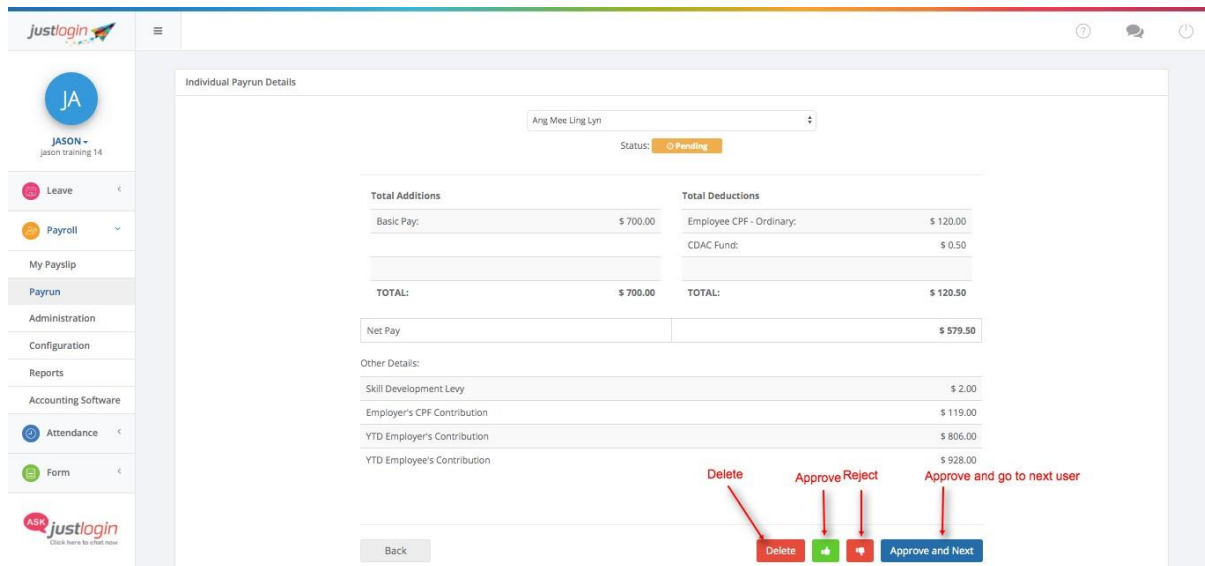 justlogin
JA
JASON
jason training 14
Leave
Payroll
My Payslip
Payrun
Administration
Configuration
Reports
Accounting Software
Attendance
Form
ASK justlogin
Click here to chat now
Individual Payrun Details
Ang Mee Ling Lyn
Status: Pending
Total Additions Total Deductions
Basic Pay: $ 700.00 Employee CPF - Ordinary: $ 120.00
CDAC Fund: $ 0.50
TOTAL: $ 700.00 TOTAL: $ 120.50
Net Pay $ 579.50
Other Details:
Skill Development Levy $ 2.00
Employer's CPF Contribution $ 119.00
YTD Employer's Contribution $ 806.00
YTD Employee's Contribution $ 928.00
Delete Approve Reject Approve and go to next user
Back Delete Approve and Next